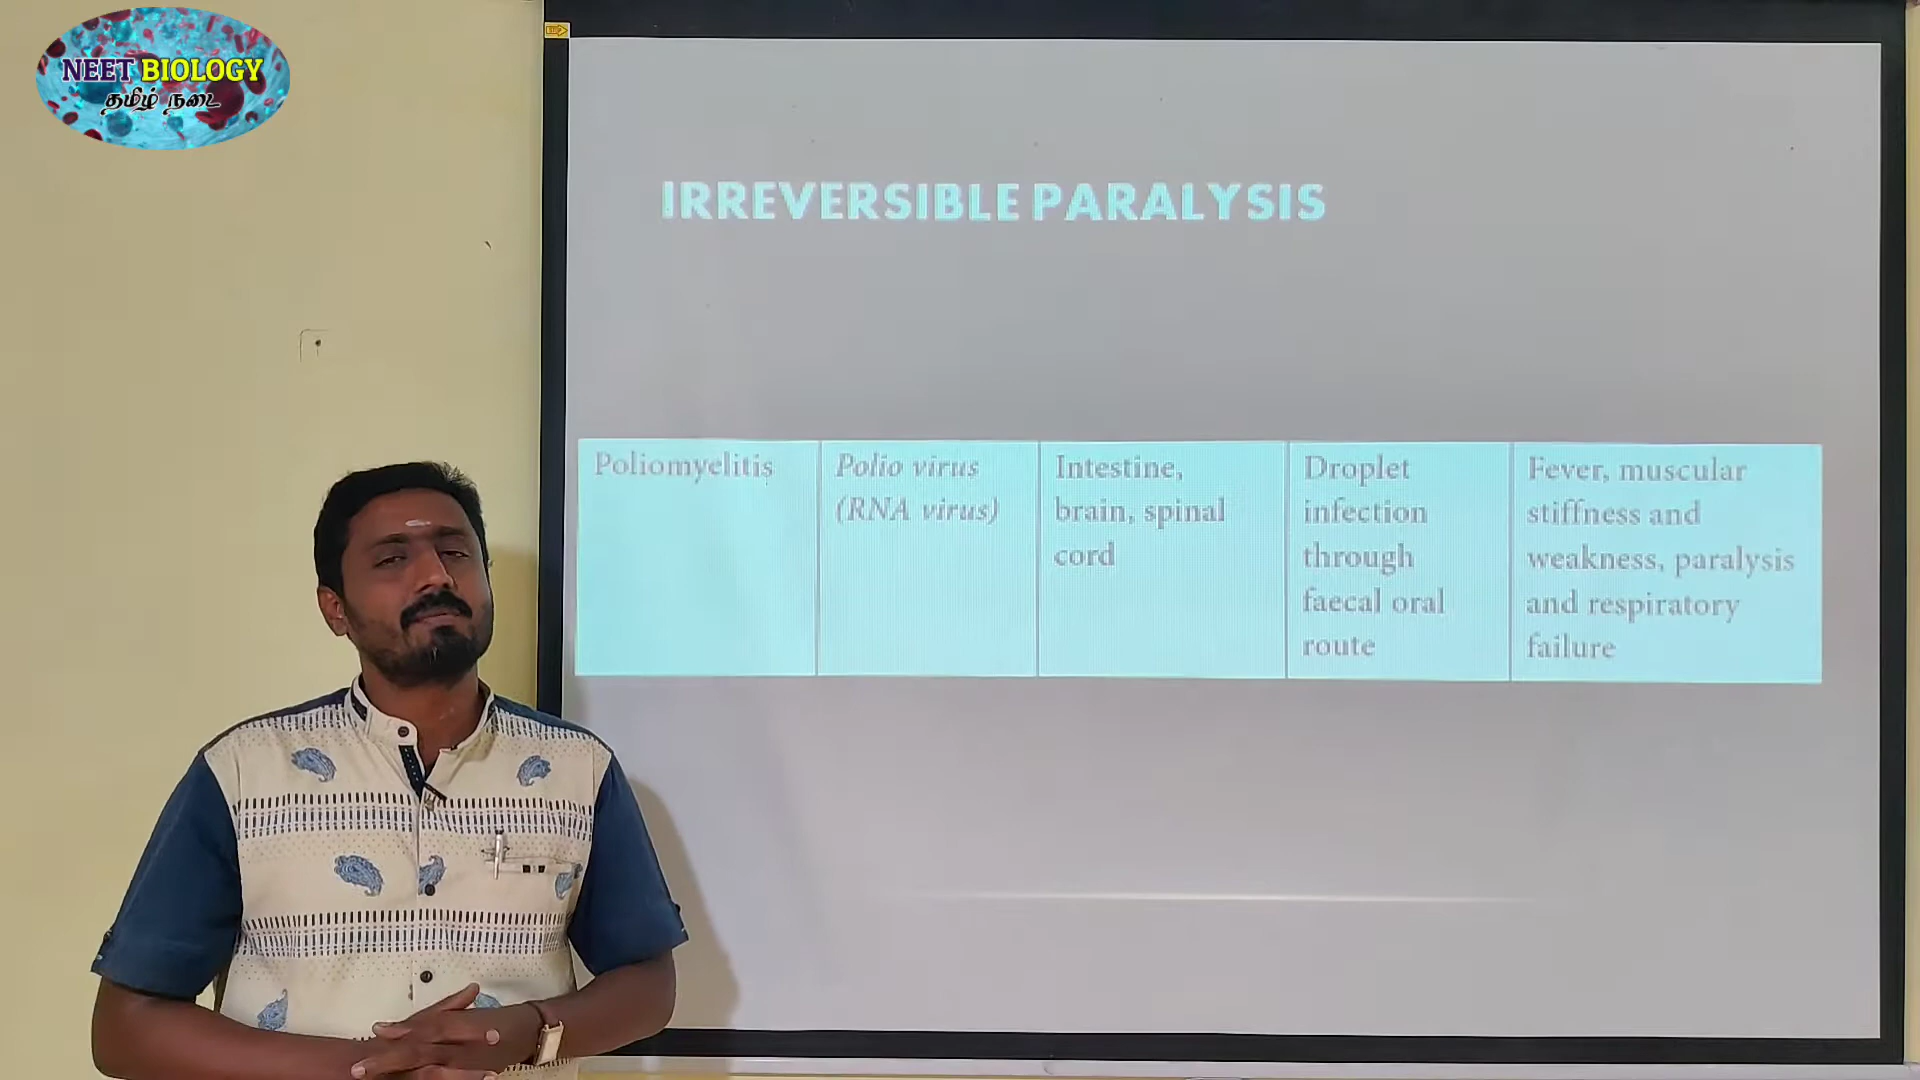 NEET BIOLOGY
தமிழ் நடை
IRREVERSIBLE PARALYSIS
Poliomyelitis
Polio virus
(RNA virus)
Intestine,
brain, spinal
cord
Droplet
infection
through
faecal oral
route
Fever, muscular
stiffness and
weakness, paralysis
and respiratory
failure